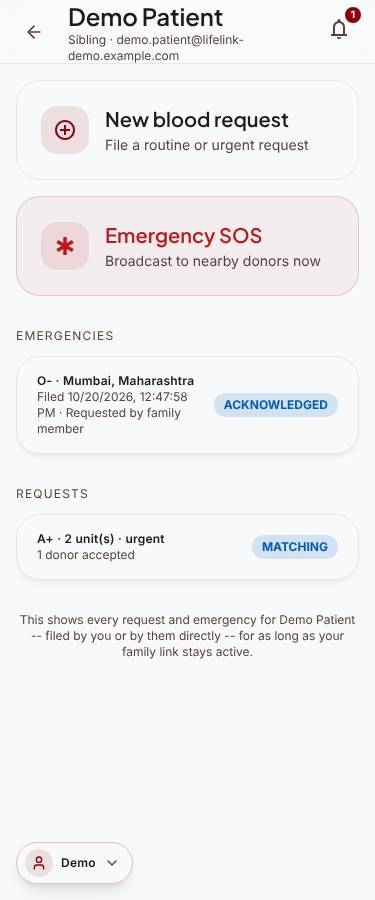 Demo Patient
Sibling · demo.patient@lifelink-
demo.example.com
1
New blood request
File a routine or urgent request
Emergency SOS
Broadcast to nearby donors now
EMERGENCIES
O- · Mumbai, Maharashtra
Filed 10/20/2026, 12:47:58
PM · Requested by family
member
ACKNOWLEDGED
REQUESTS
A+ · 2 unit(s) · urgent
1 donor accepted
MATCHING
This shows every request and emergency for Demo Patient
-- filed by you or by them directly -- for as long as your
family link stays active.
Demo